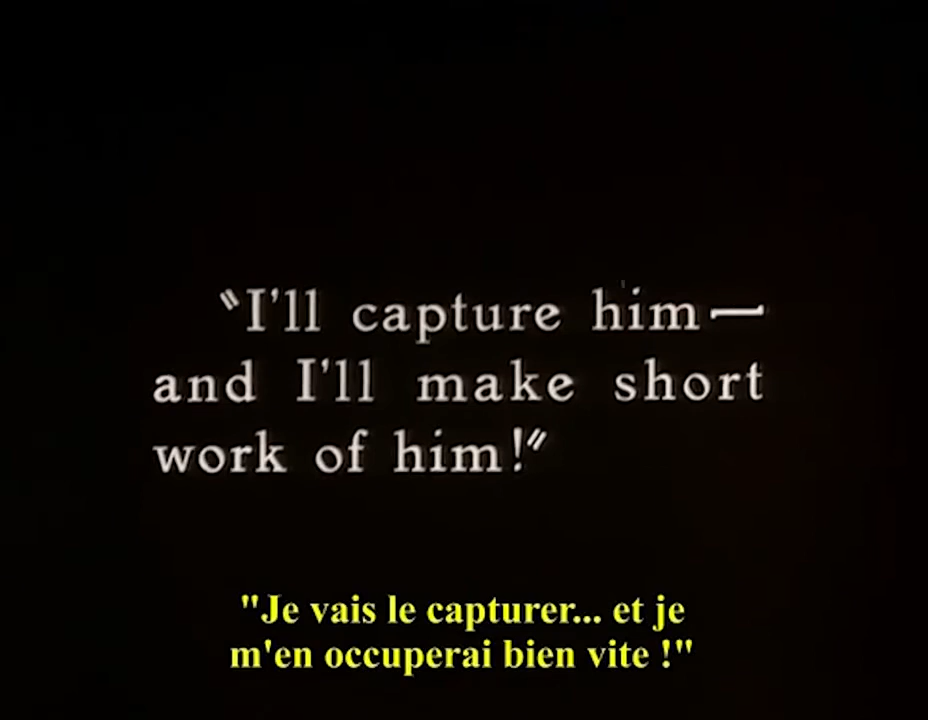 "I'll capture him—
and I'll make short
work of him!"
"Je vais le capturer... et je
m'en occuperai bien vite !"